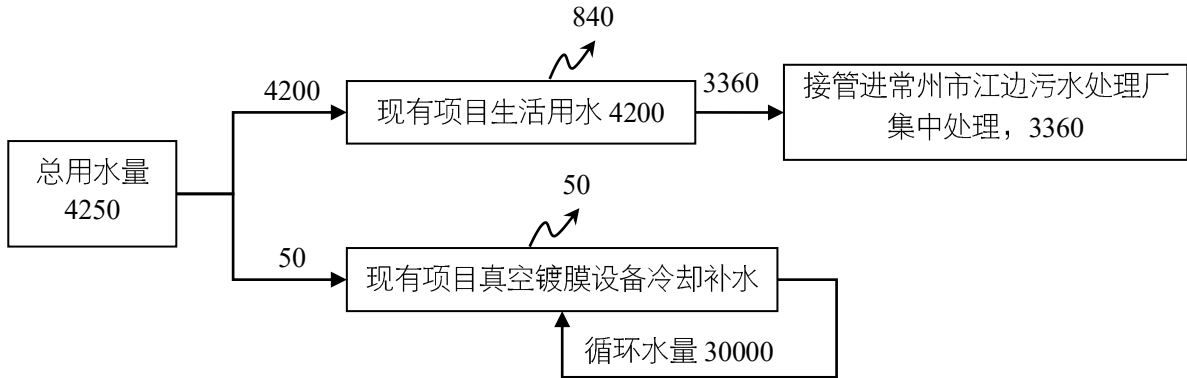 840
4200
现有项目生活用水 4200
3360
接管进常州市江边污水处理厂
集中处理，3360
总用水量
4250
50
50
现有项目真空镀膜设备冷却补水
循环水量 30000